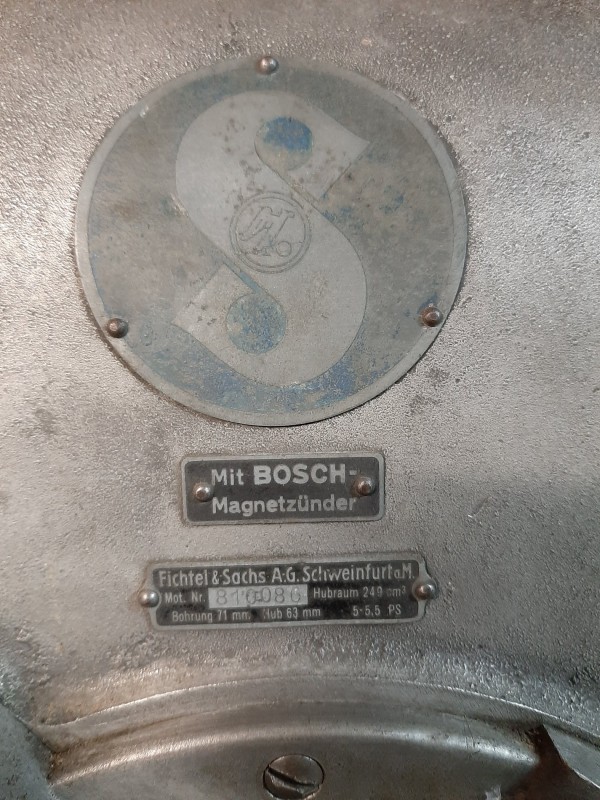 S
Mit BOSCH-
Magnetzünder
Fichtel & Sachs A.G. Schweinfurt a.M.
Mot. Nr. 810086 Hubraum 249 cm³
Bohrung 71 mm. Hub 63 mm 5-5,5 PS